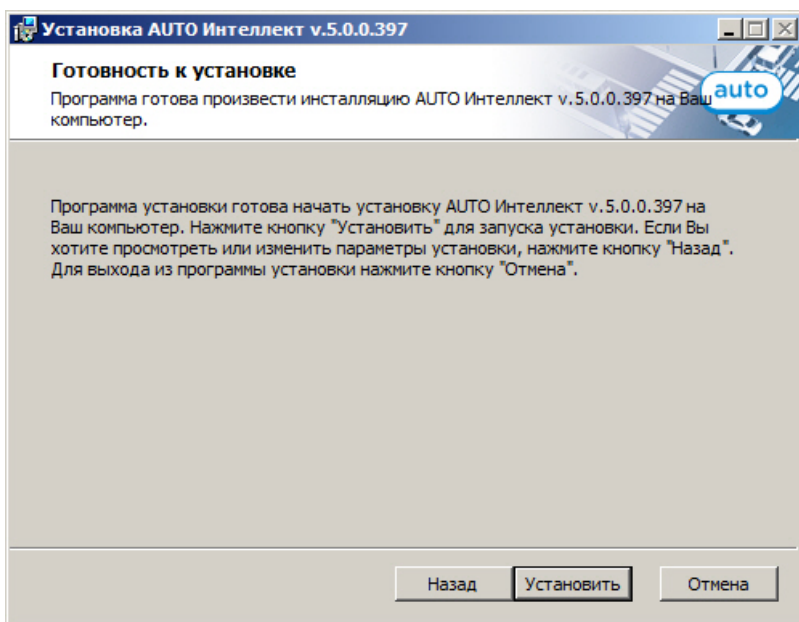 Установка AUTO Интеллект v.5.0.0.397
Готовность к установке
Программа готова произвести инсталляцию AUTO Интеллект v.5.0.0.397 на Ваш
компьютер.
auto
Программа установки готова начать установку AUTO Интеллект v.5.0.0.397 на
Ваш компьютер. Нажмите кнопку "Установить" для запуска установки. Если Вы
хотите просмотреть или изменить параметры установки, нажмите кнопку "Назад".
Для выхода из программы установки нажмите кнопку "Отмена".
Назад
Установить
Отмена